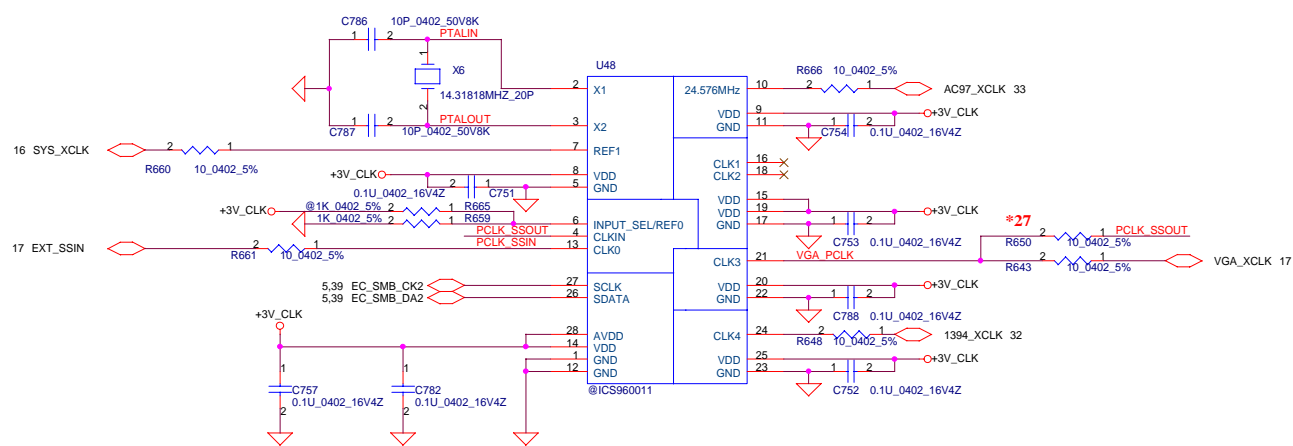 C786 10P_0402_50V8K
1 2 PTALIN
1
X6
14.31818MHZ_20P
2
1 2 PTALOUT
C787 10P_0402_50V8K
U48
2 X1
3 X2
7 REF1
8 VDD
5 GND
6 INPUT_SEL/REF0
4 CLKIN
13 CLK0
27 SCLK
26 SDATA
28 AVDD
14 VDD
1 GND
12 GND
@ICS960011
24.576MHz 10
VDD 9
GND 11
CLK1 16
CLK2 18
VDD 15
VDD 19
GND 17
CLK3 21
VDD 20
GND 22
CLK4 24
VDD 25
GND 23
16 SYS_XCLK 2 1
R660 10_0402_5%
+3V_CLK
0.1U_0402_16V4Z 2 1 C751
+3V_CLK @1K_0402_5% 2 1 R665
1K_0402_5% 2 1 R659
PCLK_SSOUT
17 EXT_SSIN 2 1 PCLK_SSIN
R661 10_0402_5%
5,39 EC_SMB_CK2
5,39 EC_SMB_DA2
+3V_CLK
1 1
C757 C782
0.1U_0402_16V4Z 0.1U_0402_16V4Z
2 2
R666 10_0402_5%
2 1 AC97_XCLK 33
+3V_CLK
1 2
C754 0.1U_0402_16V4Z
+3V_CLK
1 2
C753 0.1U_0402_16V4Z
*27
2 1 PCLK_SSOUT
R650 10_0402_5%
VGA_PCLK 2 1 VGA_XCLK 17
R643 10_0402_5%
+3V_CLK
1 2
C788 0.1U_0402_16V4Z
2 1 1394_XCLK 32
R648 10_0402_5%
+3V_CLK
1 2
C752 0.1U_0402_16V4Z